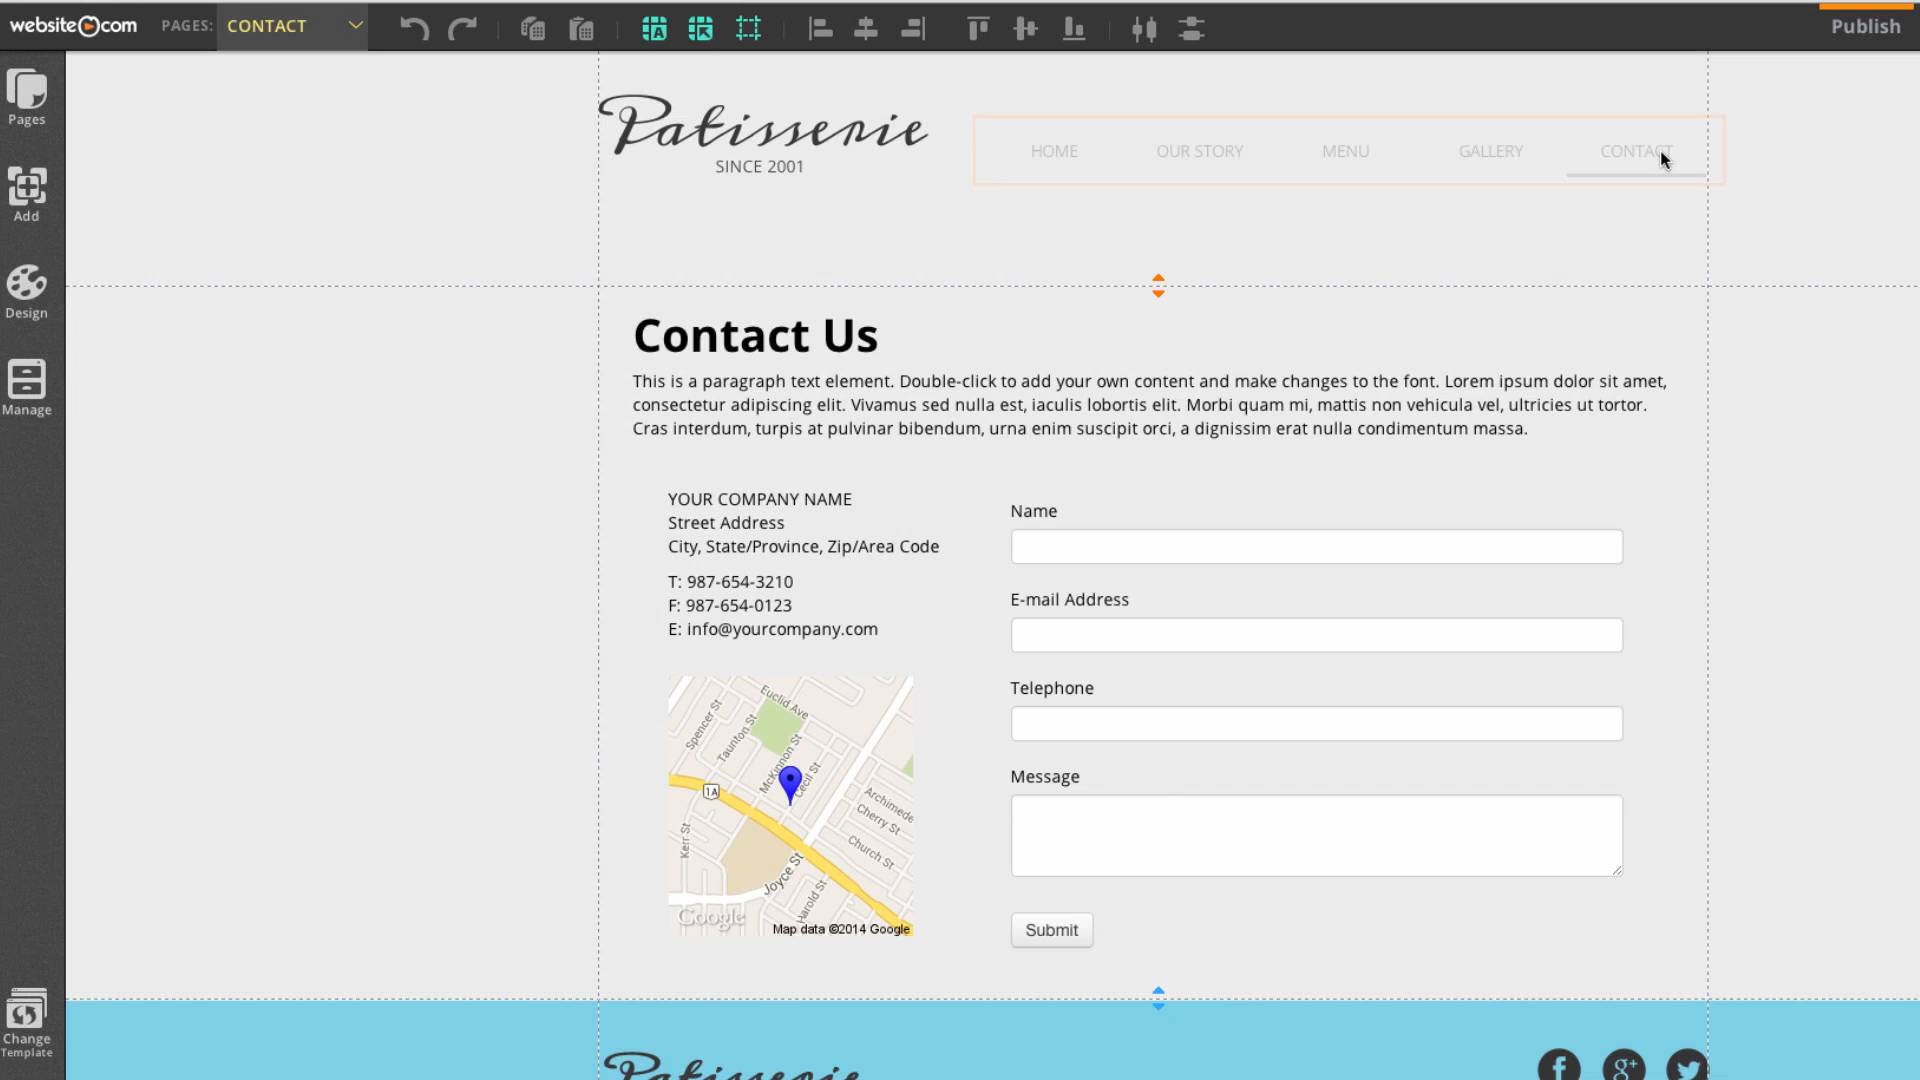 website.com PAGES: CONTACT Publish
Pages
Add
Design
Manage
Change
Template
Patisserie
SINCE 2001
HOME OUR STORY MENU GALLERY CONTACT
Contact Us
This is a paragraph text element. Double-click to add your own content and make changes to the font. Lorem ipsum dolor sit amet,
consectetur adipiscing elit. Vivamus sed nulla est, iaculis lobortis elit. Morbi quam mi, mattis non vehicula vel, ultricies ut tortor.
Cras interdum, turpis at pulvinar bibendum, urna enim suscipit orci, a dignissim erat nulla condimentum massa.
YOUR COMPANY NAME
Street Address
City, State/Province, Zip/Area Code
T: 987-654-3210
F: 987-654-0123
E: info@yourcompany.com
Euclid Ave
Spencer St
Taunton St
McKinnon St
Cecil St
1A
Archimede
Cherry St
Church St
Kerr St
Joyce St
Harold St
Google
Map data ©2014 Google
Name
E-mail Address
Telephone
Message
Submit
Patisserie